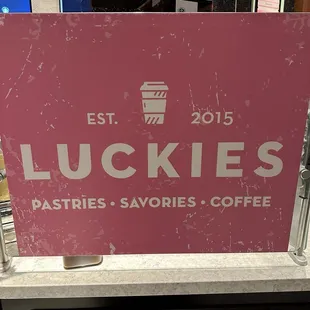 EST. 2015
LUCKIES
PASTRIES • SAVORIES • COFFEE